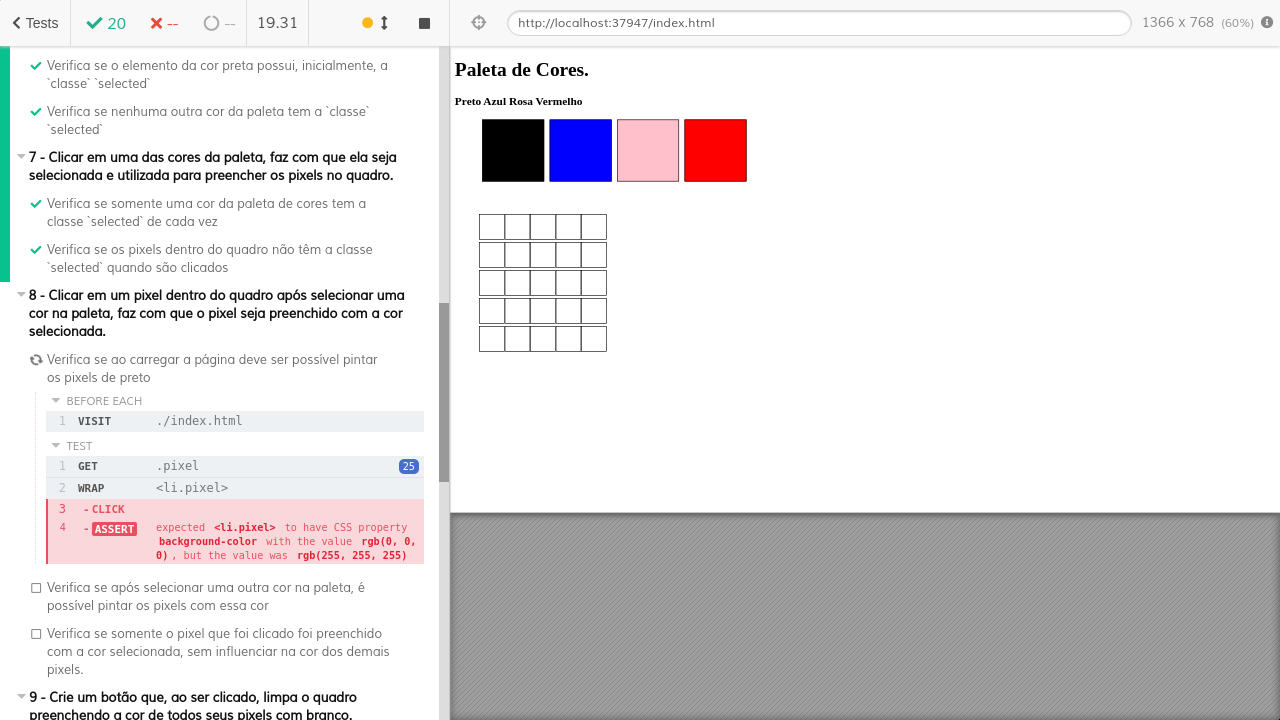 Tests
20
--
--
19.31
http://localhost:37947/index.html
1366 x 768 (60%)
Verifica se o elemento da cor preta possui, inicialmente, a
`classe` `selected`
Verifica se nenhuma outra cor da paleta tem a `classe`
`selected`
7 - Clicar em uma das cores da paleta, faz com que ela seja
selecionada e utilizada para preencher os pixels no quadro.
Verifica se somente uma cor da paleta de cores tem a
classe `selected` de cada vez
Verifica se os pixels dentro do quadro não têm a classe
`selected` quando são clicados
8 - Clicar em um pixel dentro do quadro após selecionar uma
cor na paleta, faz com que o pixel seja preenchido com a cor
selecionada.
Verifica se ao carregar a página deve ser possível pintar
os pixels de preto
BEFORE EACH
1 VISIT ./index.html
TEST
1 GET .pixel 25
2 WRAP <li.pixel>
3 -CLICK
4 -ASSERT expected <li.pixel> to have CSS property
background-color with the value rgb(0, 0,
0), but the value was rgb(255, 255, 255)
Verifica se após selecionar uma outra cor na paleta, é
possível pintar os pixels com essa cor
Verifica se somente o pixel que foi clicado foi preenchido
com a cor selecionada, sem influenciar na cor dos demais
pixels.
9 - Crie um botão que, ao ser clicado, limpa o quadro
preenchendo a cor de todos seus pixels com branco.
Paleta de Cores.
Preto Azul Rosa Vermelho